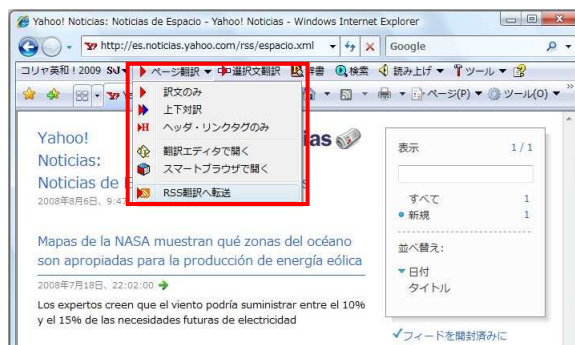 Yahoo! Noticias: Noticias de Espacio - Yahoo! Noticias - Windows Internet Explorer
http://es.noticias.yahoo.com/rss/espacio.xml
Google
コリャ英和!2009 ページ翻訳 選択文翻訳 辞書 検索 読み上げ ツール
訳文のみ
上下対訳
ヘッダ・リンクタグのみ
翻訳エディタで開く
スマートブラウザで開く
RSS翻訳へ転送
ページ(P) ツール(O)
Yahoo!
Noticias:
Noticias de
2008年8月6日、9:47
Mapas de la NASA muestran qué zonas del océano
son apropiadas para la producción de energía eólica
2008年7月18日、22:02:00
Los expertos creen que el viento podría suministrar entre el 10%
y el 15% de las necesidades futuras de electricidad
表示 1 / 1
すべて 1
新規 1
並べ替え:
日付
タイトル
フィードを開封済みに